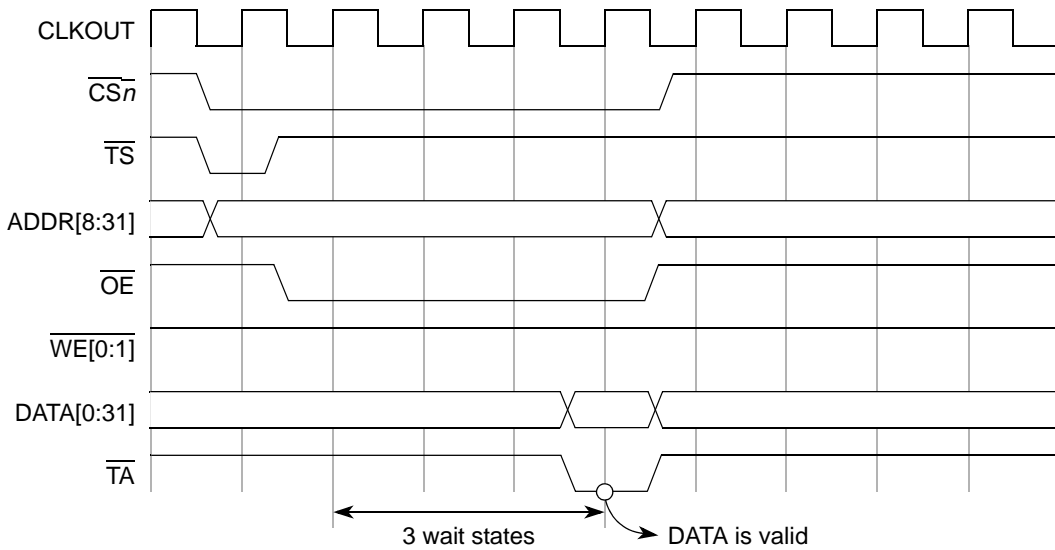 CLKOUT
CSn
TS
ADDR[8:31]
OE
WE[0:1]
DATA[0:31]
TA
3 wait states
DATA is valid